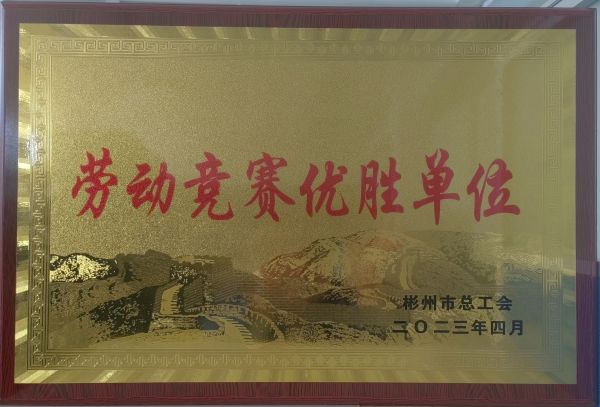 劳动竞赛优胜单位
彬州市总工会
二〇二三年四月